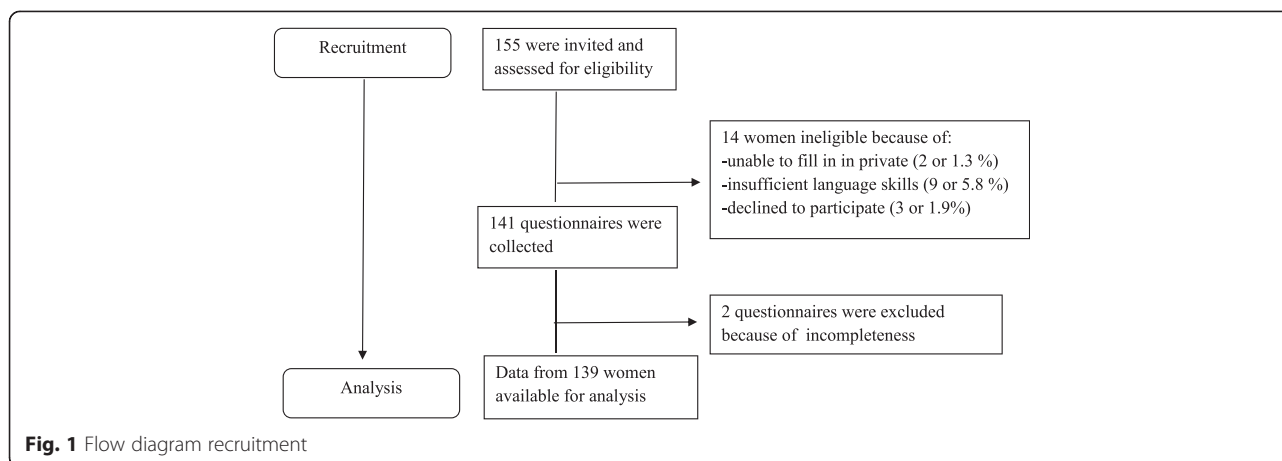 Recruitment
155 were invited and
assessed for eligibility
14 women ineligible because of:
-unable to fill in in private (2 or 1.3 %)
-insufficient language skills (9 or 5.8 %)
-declined to participate (3 or 1.9%)
141 questionnaires were
collected
2 questionnaires were excluded
because of incompleteness
Analysis
Data from 139 women
available for analysis
Fig. 1 Flow diagram recruitment